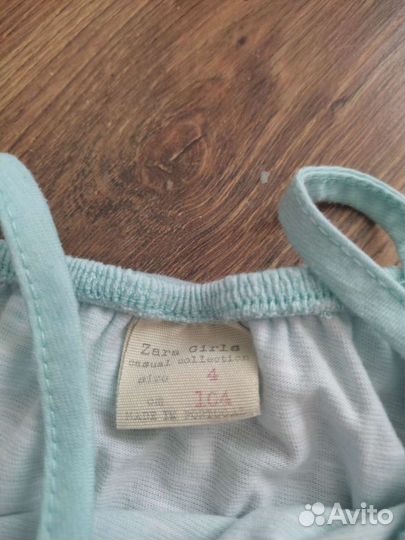 Zara Girls
casual collection
size 4
cm 104
MADE IN PORTUGAL
Avito